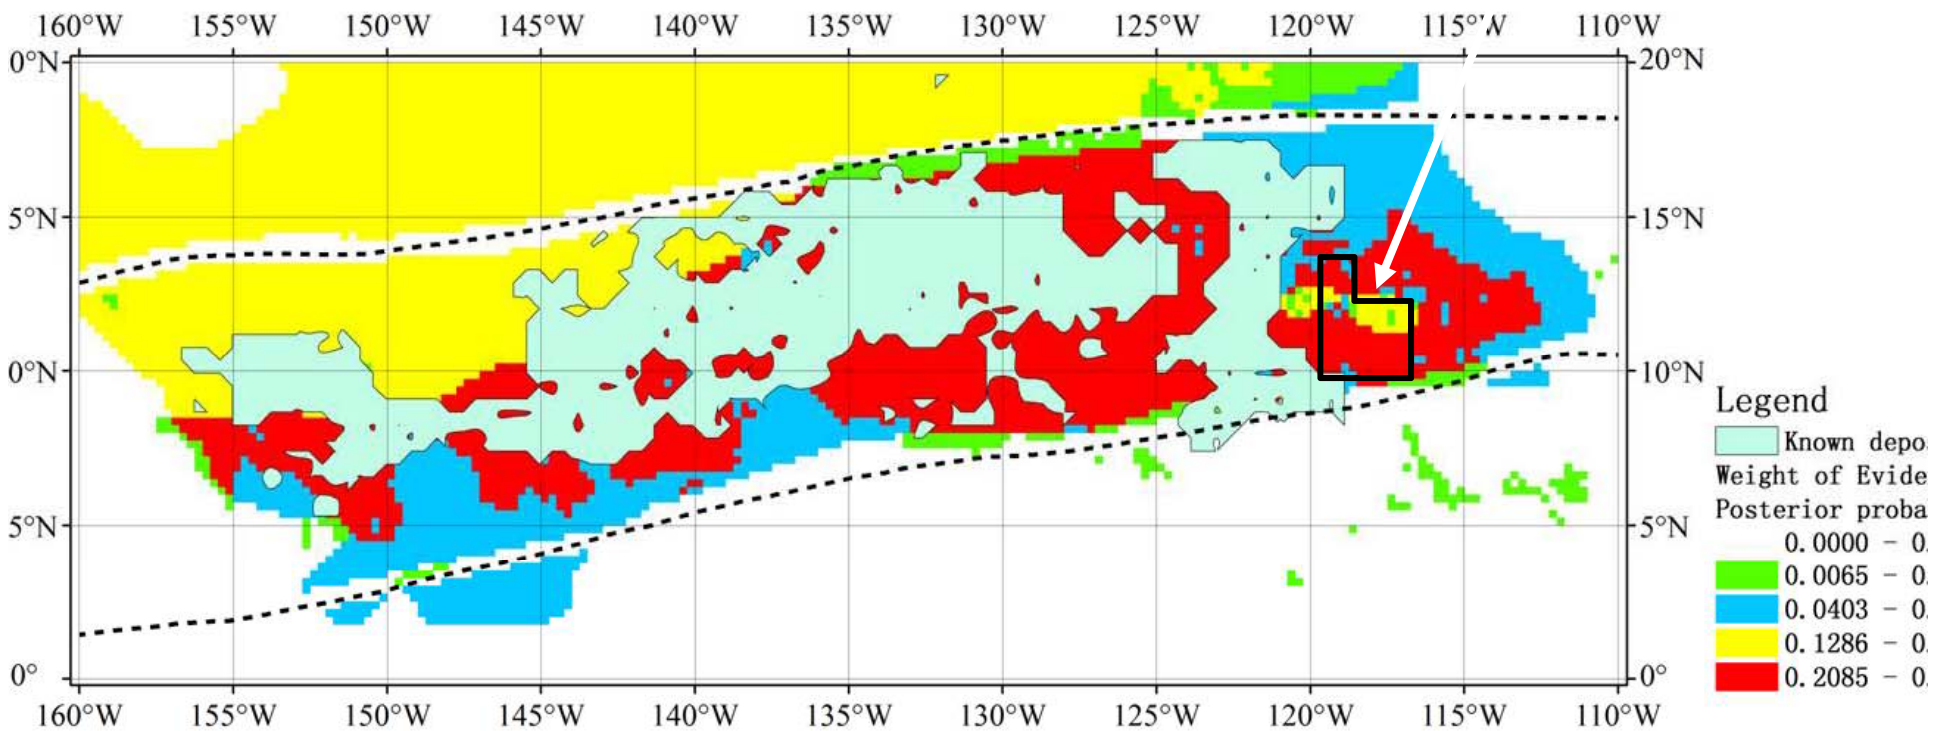 160°W 155°W 150°W 145°W 140°W 135°W 130°W 125°W 120°W 115°W 110°W
0°N 20°N
5°N 15°N
0°N 10°N
5°N 5°N
0° 0°
160°W 155°W 150°W 145°W 140°W 135°W 130°W 125°W 120°W 115°W 110°W
Legend
Known depo
Weight of Evide
Posterior proba
0.0000 - 0.
0.0065 - 0.
0.0403 - 0.
0.1286 - 0.
0.2085 - 0.